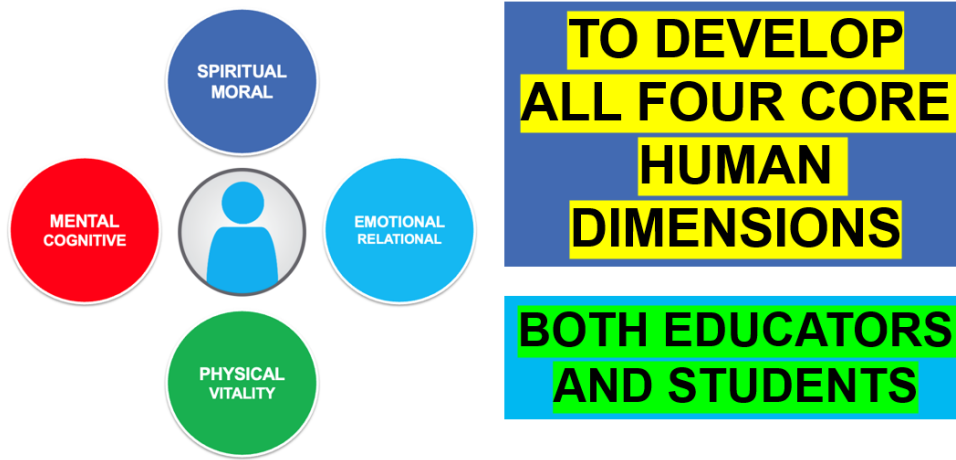 SPIRITUAL
MORAL
MENTAL
COGNITIVE
EMOTIONAL
RELATIONAL
PHYSICAL
VITALITY
TO DEVELOP
ALL FOUR CORE
HUMAN
DIMENSIONS
BOTH EDUCATORS
AND STUDENTS